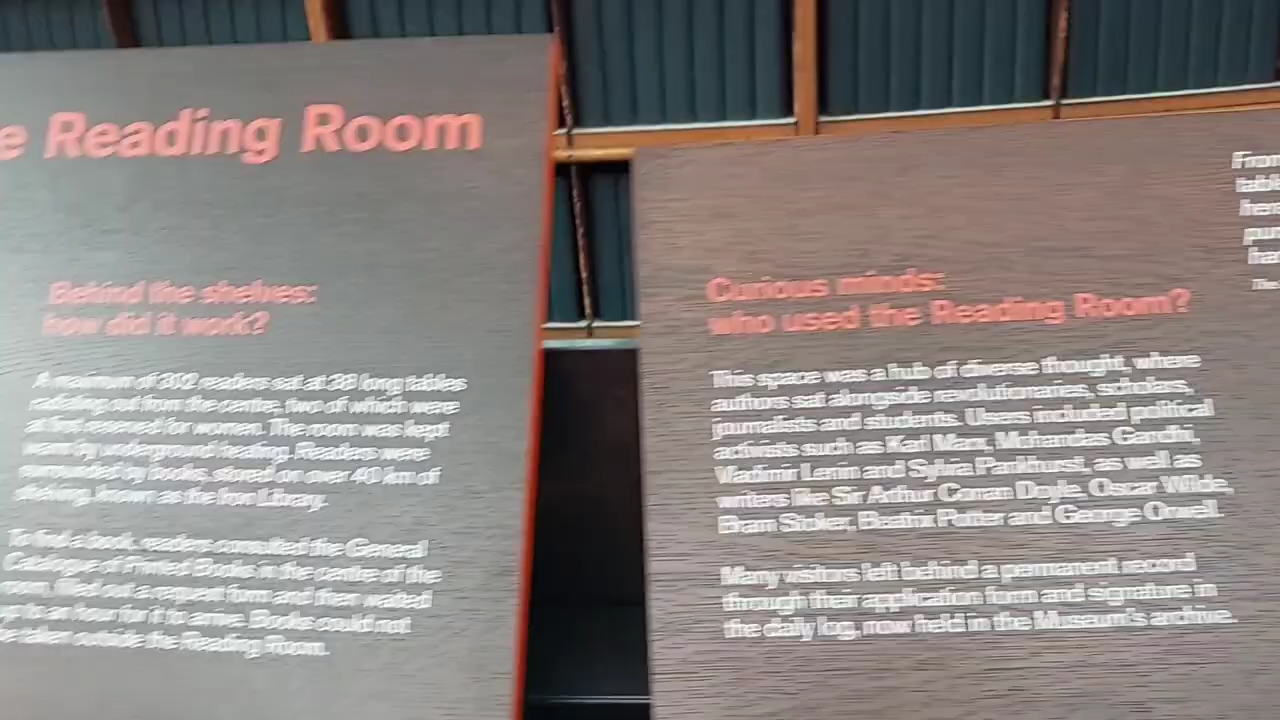 e Reading Room
Behind the shelves:
how did it work?
A maximum of 302 readers sat at 38 long tables
radiating out from the centre, two of which were
at first reserved for women. The room was kept
warm by underground heating. Readers were
surrounded by books, stored on over 40 km of
shelving, known as the Iron Library.
To find a book, readers consulted the General
Catalogue of Printed Books in the centre of the
room, filled out a request form and then waited
up to an hour for it to arrive. Books could not
be taken outside the Reading Room.
Curious minds:
who used the Reading Room?
This space was a hub of diverse thought, where
authors sat alongside revolutionaries, scholars,
journalists and students. Users included political
activists such as Karl Marx, Mohandas Gandhi,
Vladimir Lenin and Sylvia Pankhurst, as well as
writers like Sir Arthur Conan Doyle, Oscar Wilde,
Bram Stoker, Beatrix Potter and George Orwell.
Many visitors left behind a permanent record
through their application form and signature in
the daily log, now held in the Museum's archive.
From
The